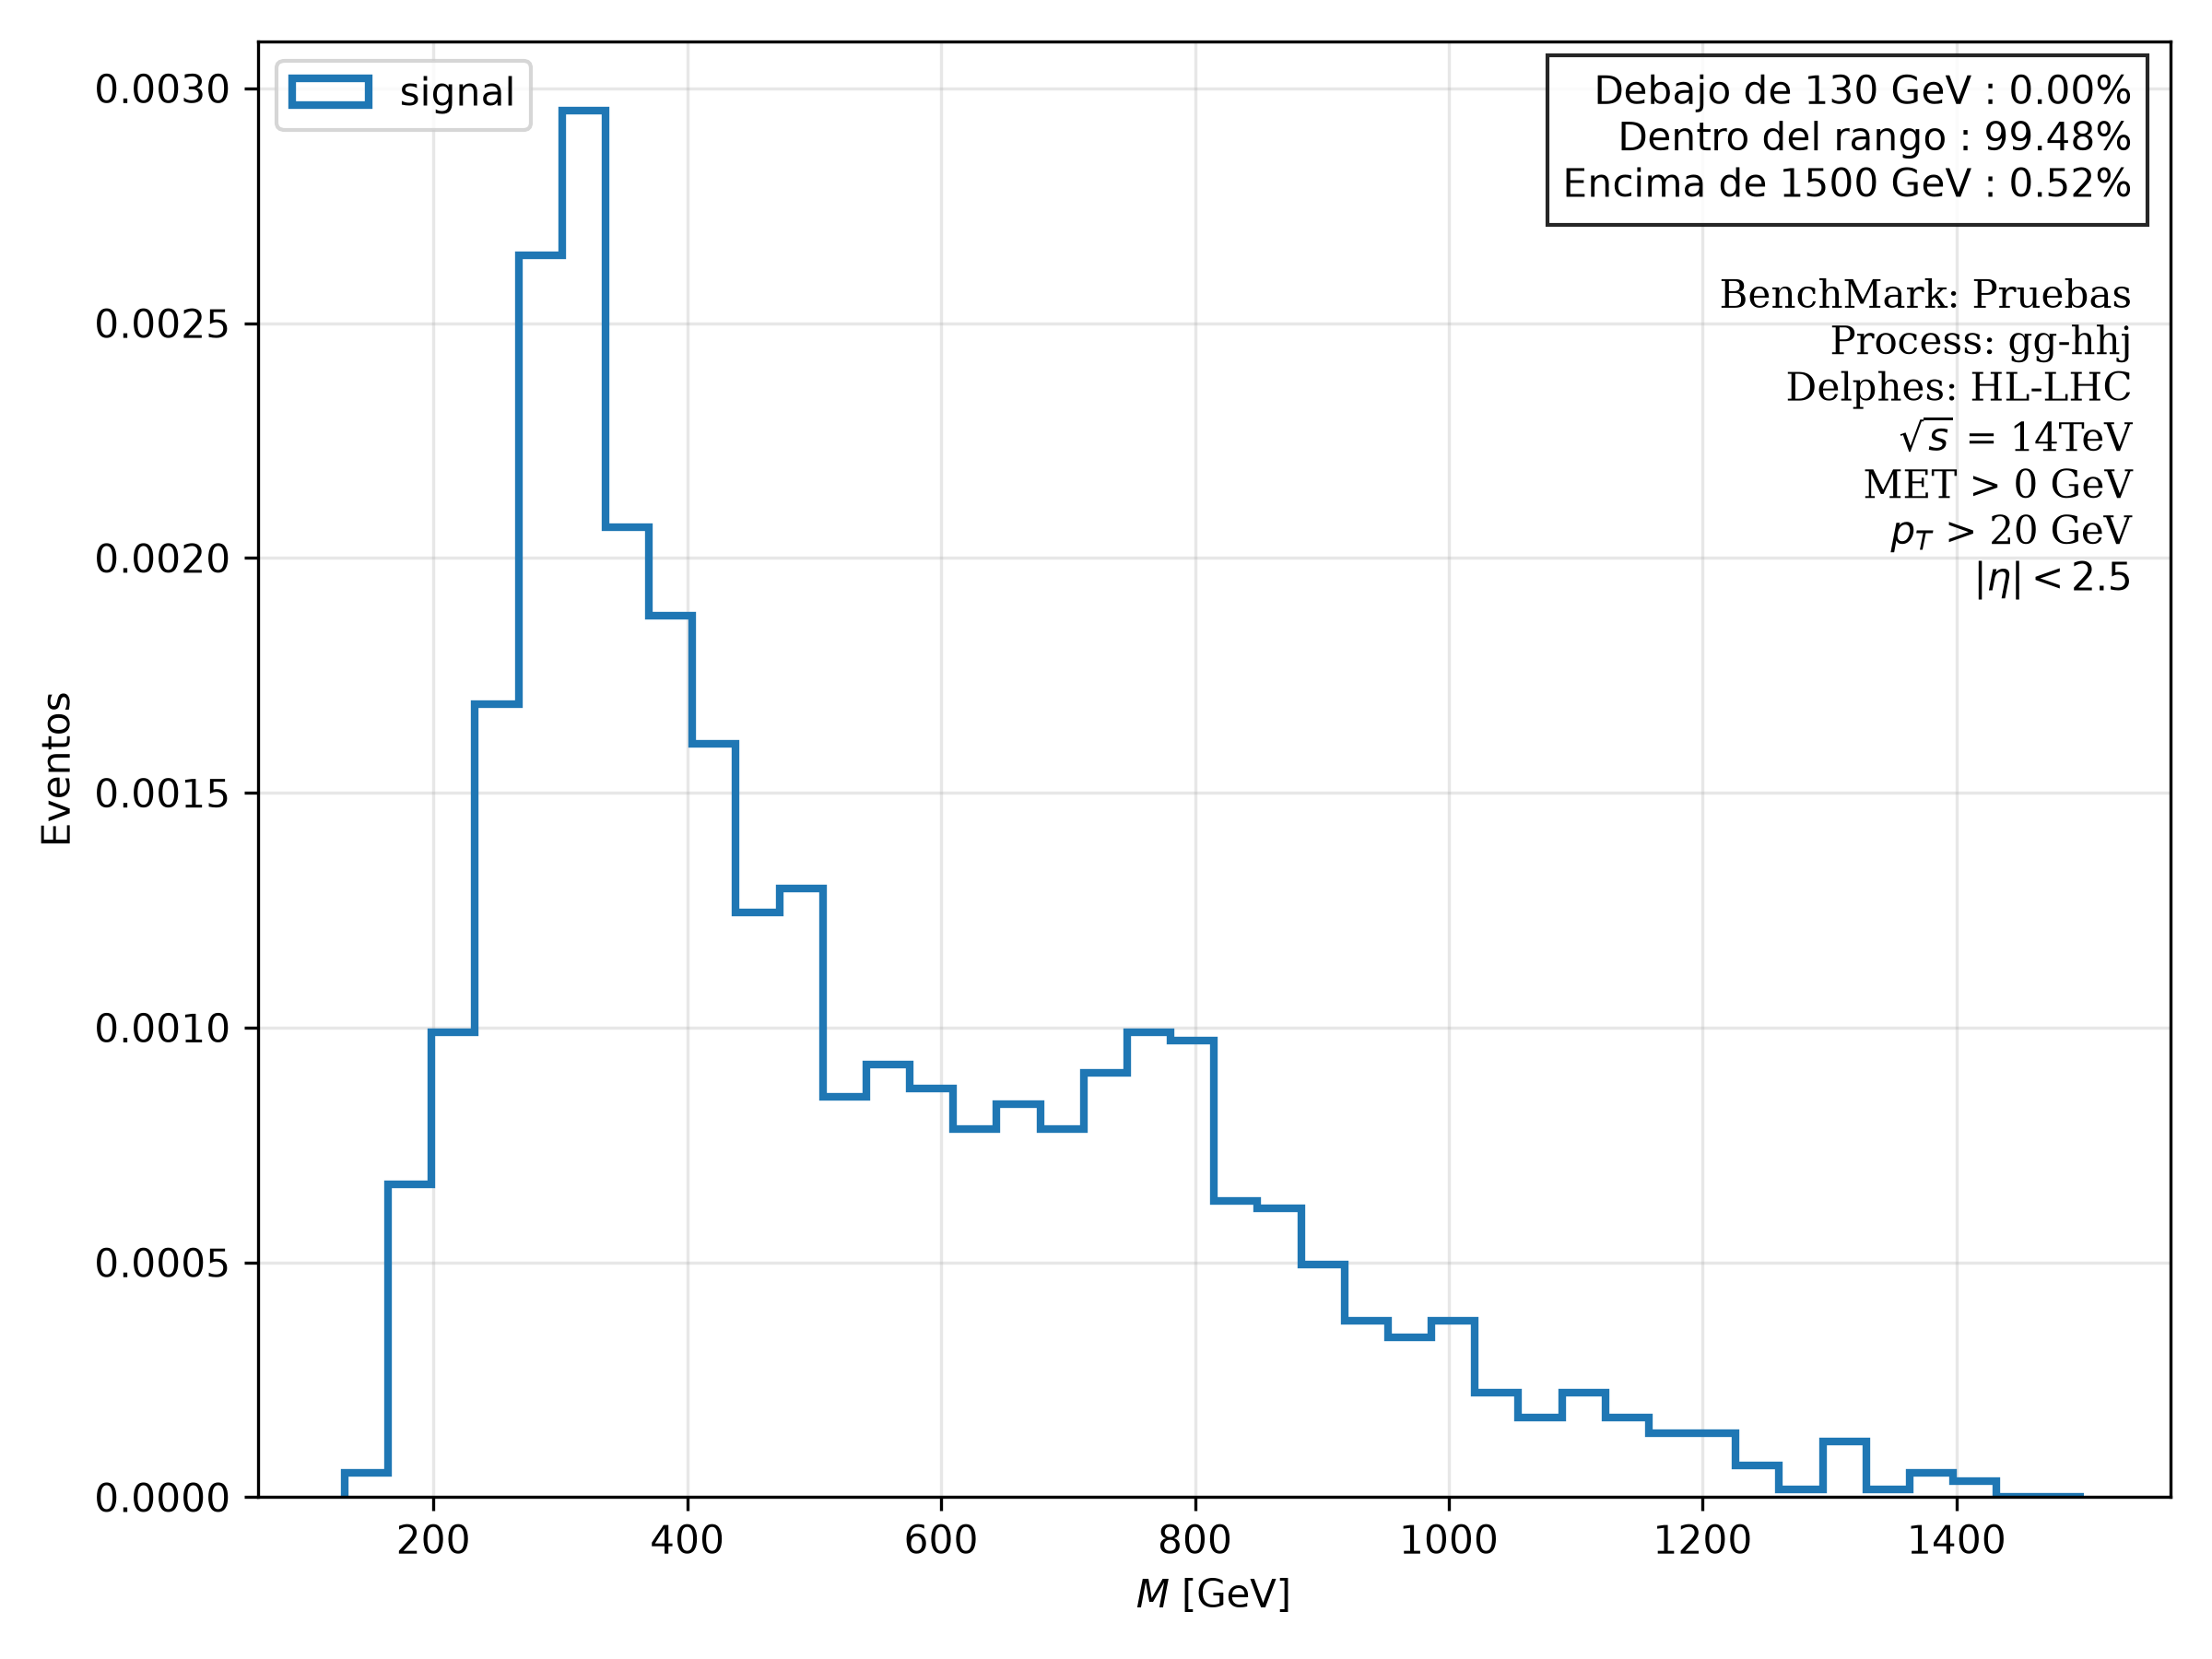 signal
Debajo de 130 GeV : 0.00%
Dentro del rango : 99.48%
Encima de 1500 GeV : 0.52%
BenchMark: Pruebas
Process: gg-hhj
Delphes: HL-LHC
√s = 14TeV
MET > 0 GeV
p_T > 20 GeV
|η| < 2.5
Eventos
0.0030
0.0025
0.0020
0.0015
0.0010
0.0005
0.0000
200 400 600 800 1000 1200 1400
M [GeV]